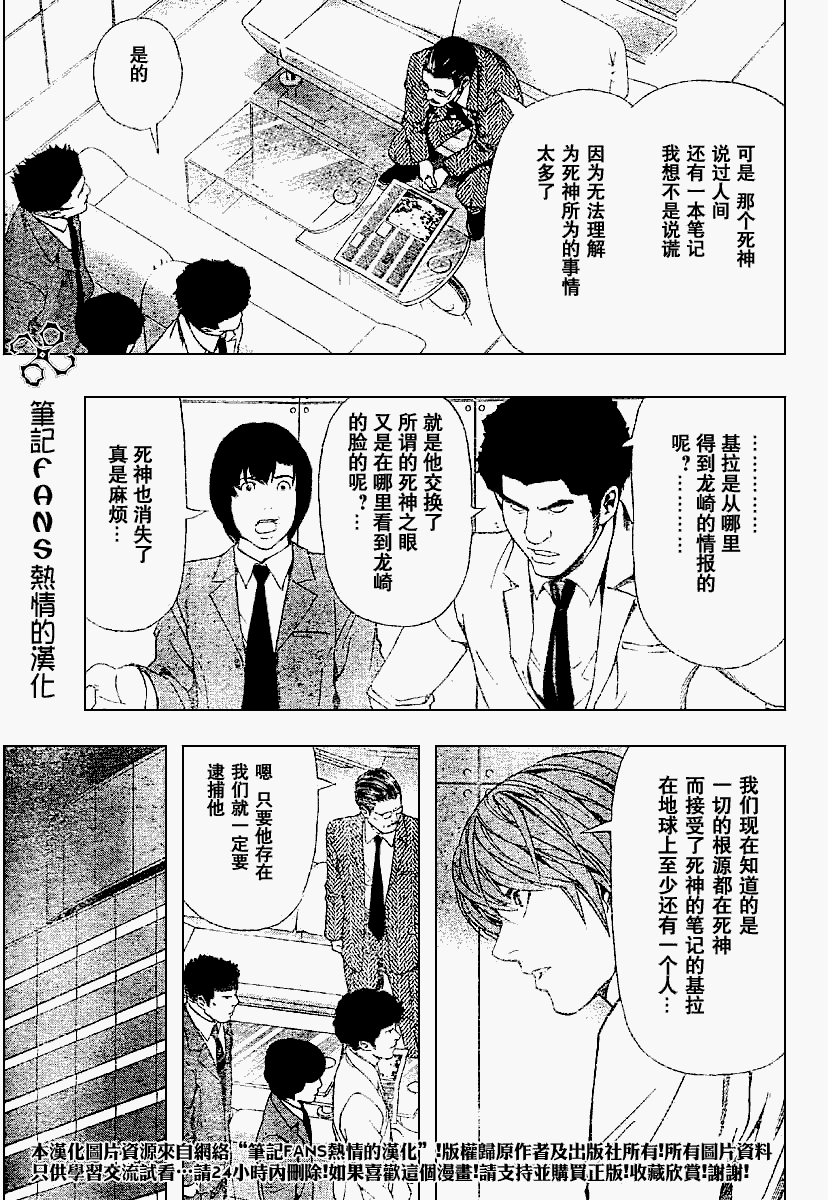 可是 那个死神
说过人间
还有一本笔记
我想不是说谎
因为无法理解
为死神所为的事情
太多了
是的
⋯⋯⋯⋯⋯
基拉是从哪里
得到龙崎的情报的
呢？⋯⋯⋯⋯
就是他交换了
所谓的死神之眼
又是在哪里看到龙崎
的脸的呢？⋯
死神也消失了
真是麻烦⋯
筆記FANS熱情的漢化
我们现在知道的是
一切的根源都在死神
而接受了死神的笔记的基拉
在地球上至少还有一个人⋯
嗯 只要他存在
我们就一定要
逮捕他
本漢化圖片資源來自網絡“筆記FANS熱情的漢化”!版權歸原作者及出版社所有!所有圖片資料
只供學習交流試看⋯請24小時內刪除!如果喜歡這個漫畫!請支持並購買正版!收藏欣賞!謝謝!